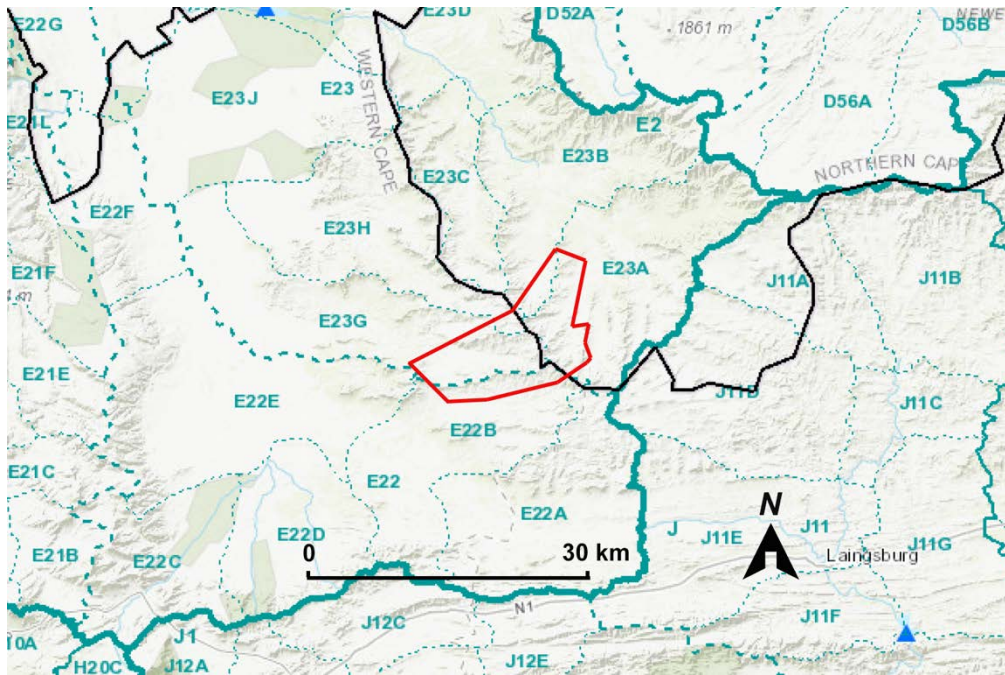 E22G
E23D
D52A
1861 m
NEWE
D56B
E23J
E23
WESTERN CAPE
D56A
E2
E21L
E23B
E23C
NORTHERN CAP
E22F
E23H
E23A
E21F
J11A
J11B
m
E23G
E21E
E22E
J11D
J11C
E22B
E21C
E22
E22A
E22D
J
J11
J11E
J11G
N
E21B
E22C
0
30 km
Laingsburg
N1
J11F
10A
J1
J12C
H20C
J12A
J12E